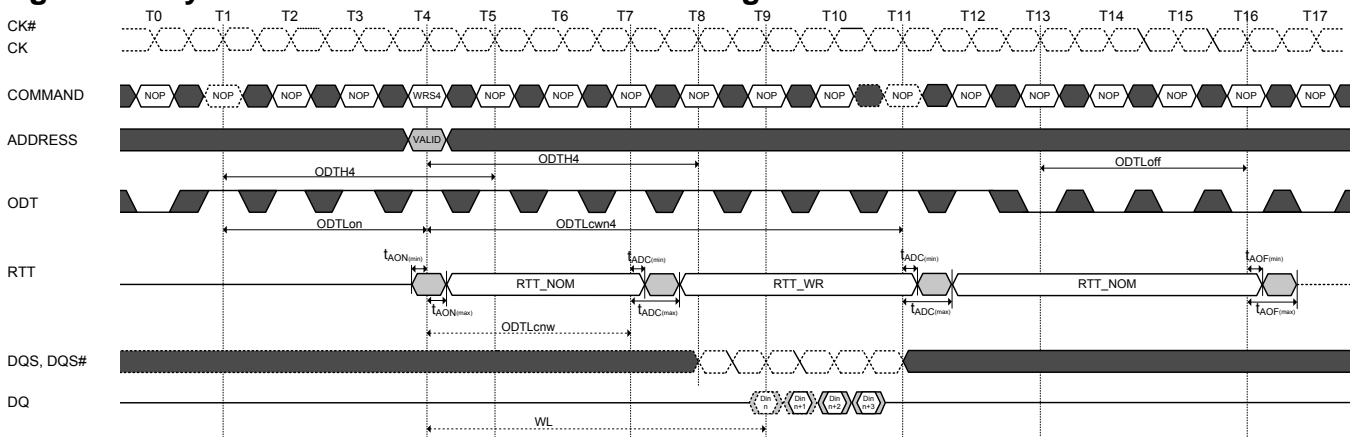 T0 T1 T2 T3 T4 T5 T6 T7 T8 T9 T10 T11 T12 T13 T14 T15 T16 T17
CK#
CK
COMMAND NOP NOP NOP NOP WRS4 NOP NOP NOP NOP NOP NOP NOP NOP NOP NOP NOP NOP NOP
ADDRESS VALID
ODTH4 ODTLoff
ODTH4
ODT
ODTLon ODTLcwn4
tAON(min) tADC(min) tADC(min) tAOF(min)
RTT RTT_NOM RTT_WR RTT_NOM
tAON(max) tADC(max) tADC(max) tAOF(max)
ODTLcnw
DQS, DQS#
DQ Din n Din n+1 Din n+2 Din n+3
WL